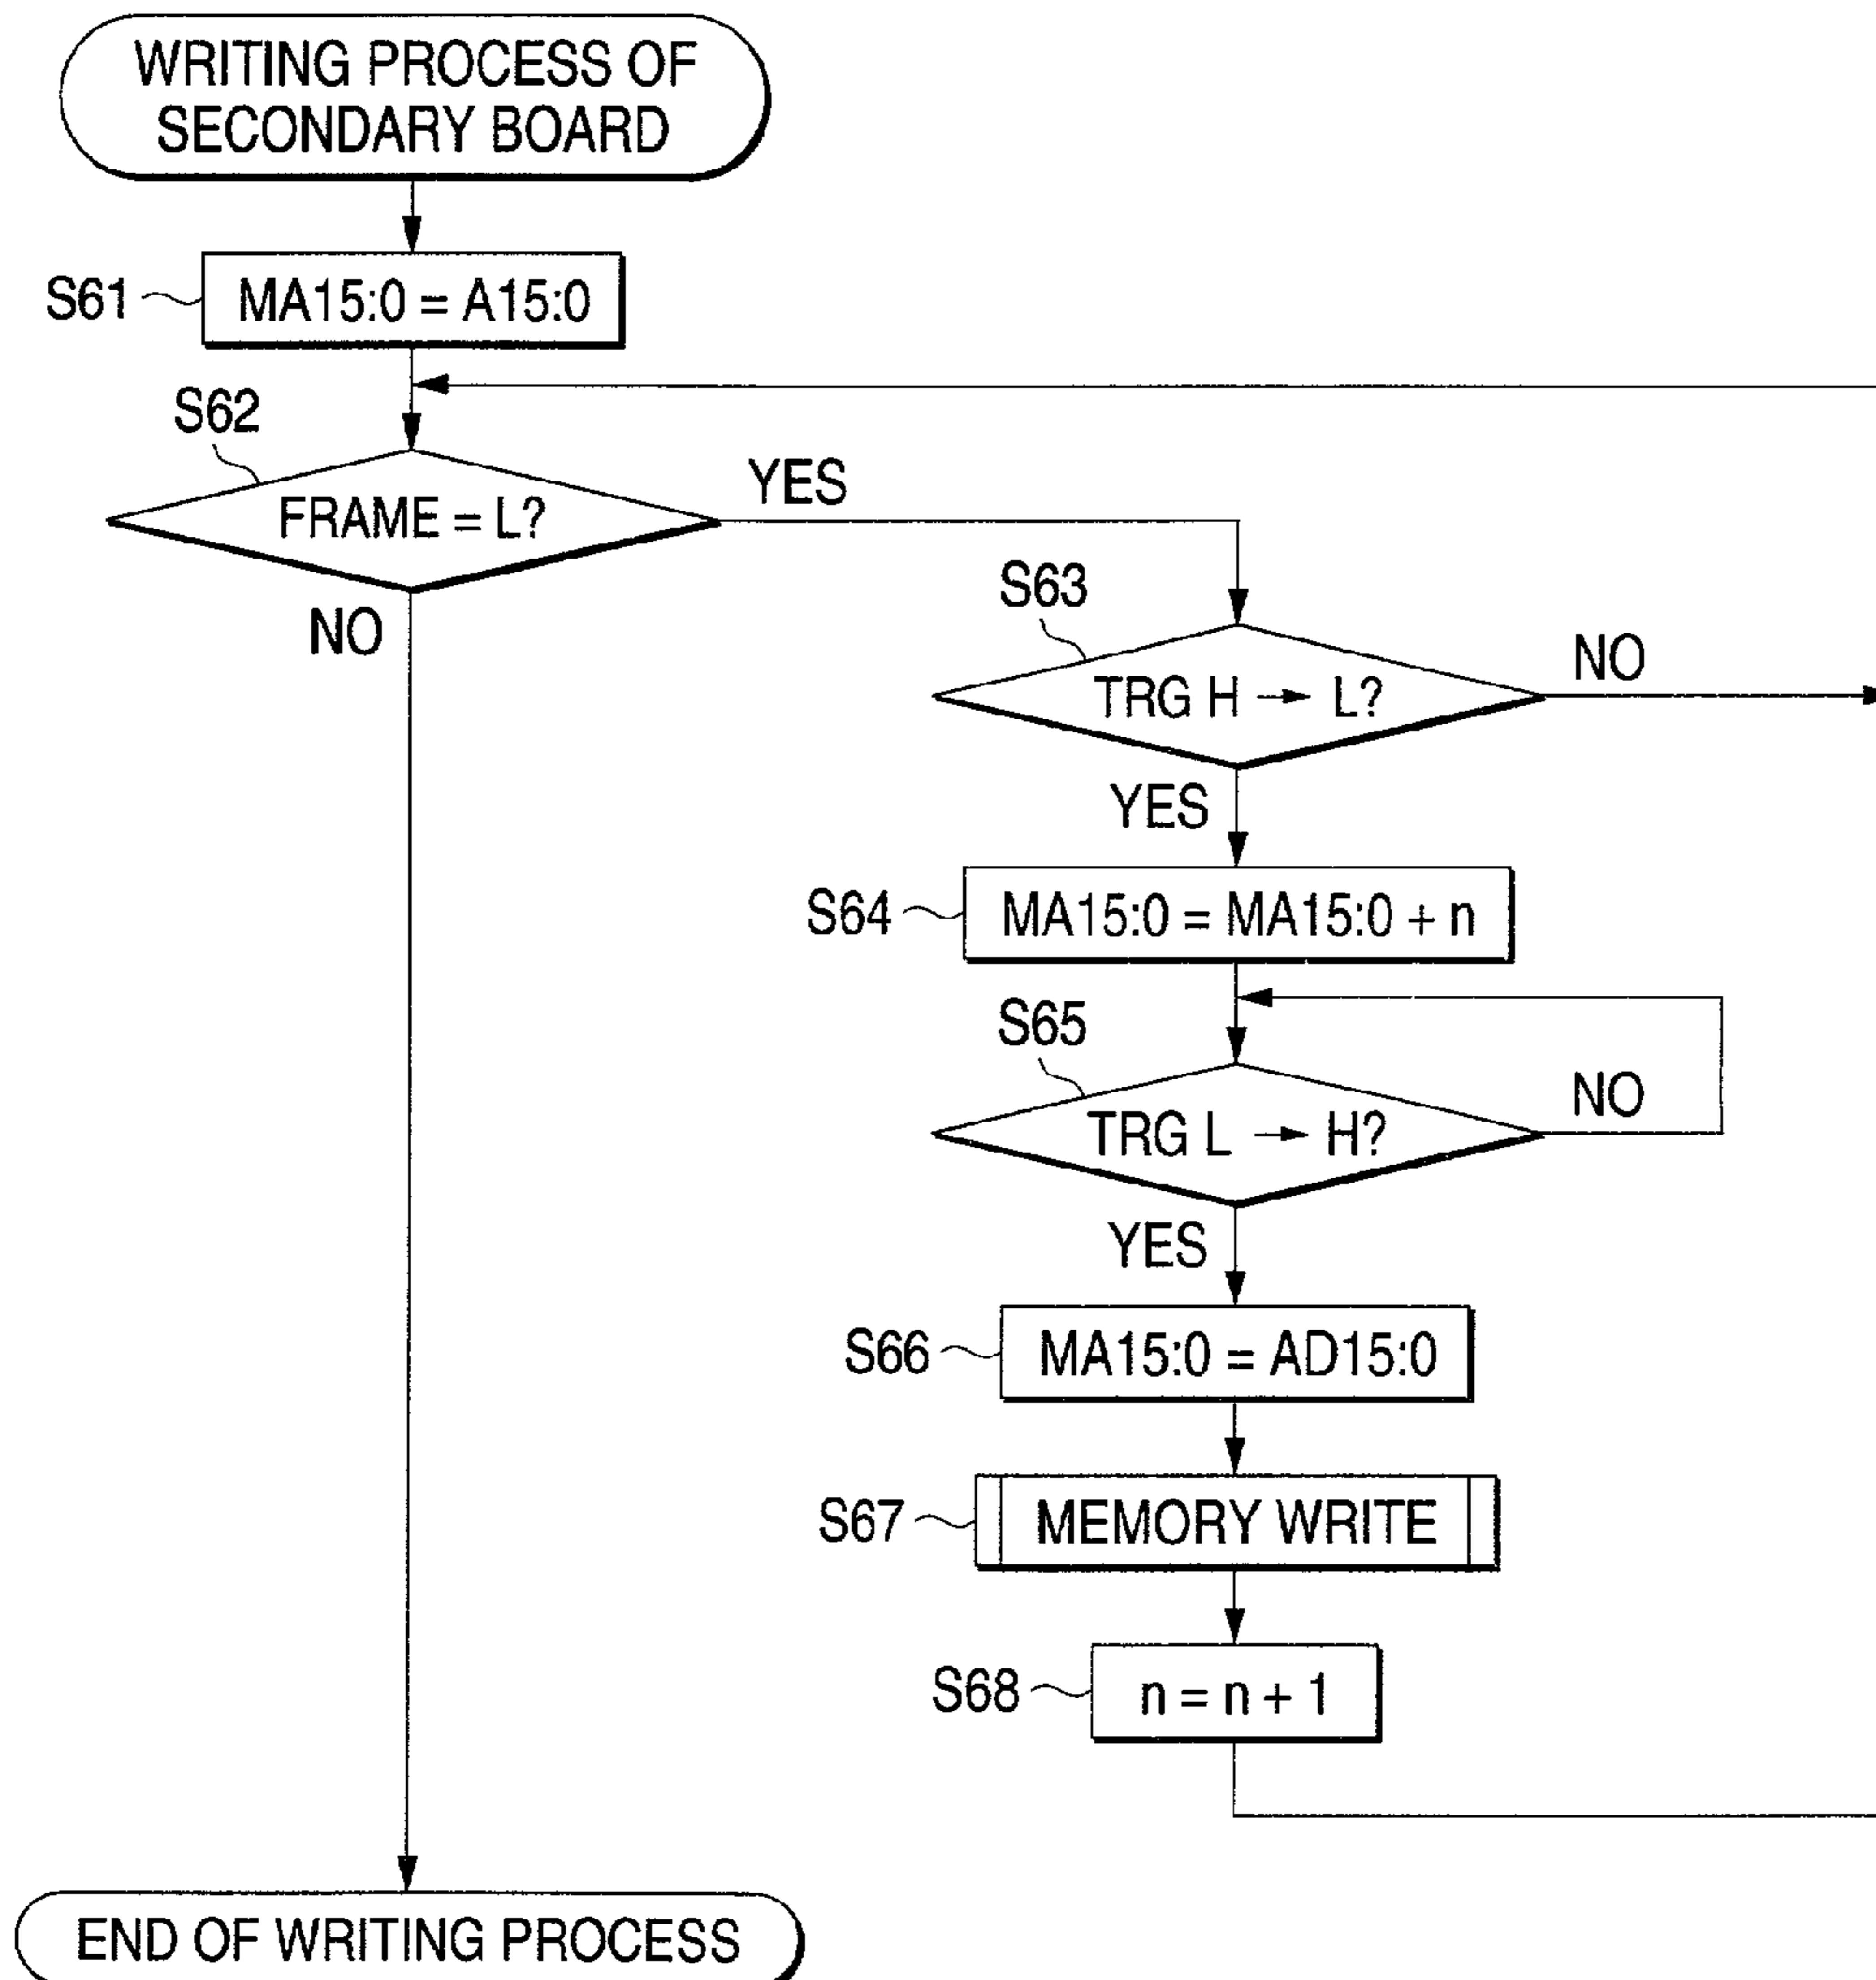 WRITING PROCESS OF
SECONDARY BOARD
S61
MA15:0 = A15:0
S62
FRAME = L?
YES
NO
S63
TRG H → L?
NO
YES
S64
MA15:0 = MA15:0 + n
S65
TRG L → H?
NO
YES
S66
MA15:0 = AD15:0
S67
MEMORY WRITE
S68
n = n + 1
END OF WRITING PROCESS